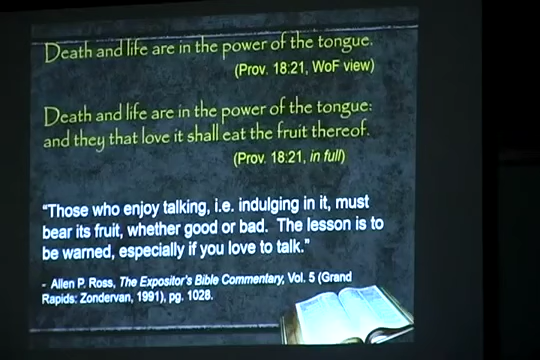 Death and life are in the power of the tongue.
(Prov. 18:21, WoF view)
Death and life are in the power of the tongue:
and they that love it shall eat the fruit thereof.
(Prov. 18:21, in full)
“Those who enjoy talking, i.e. indulging in it, must
bear its fruit, whether good or bad. The lesson is to
be warned, especially if you love to talk.”
- Allen P. Ross, The Expositor's Bible Commentary, Vol. 5 (Grand
Rapids: Zondervan, 1991), pg. 1028.